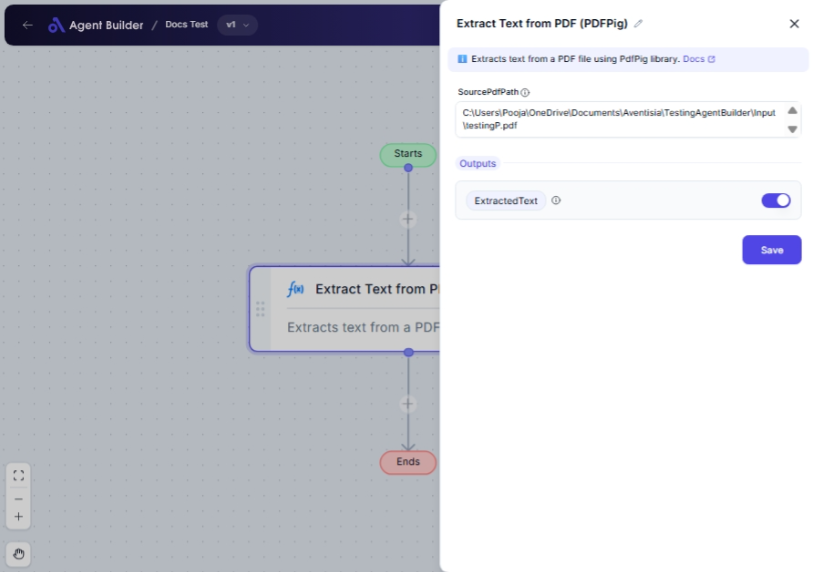 Agent Builder / Docs Test v1
Extract Text from PDF (PDFPig)
Extracts text from a PDF file using PdfPig library. Docs
SourcePdfPath
C:\Users\Pooja\OneDrive\Documents\Aventisia\TestingAgentBuilder\Input
\testingP.pdf
Outputs
ExtractedText
Save
Starts
Extract Text from P
Extracts text from a PDF
Ends